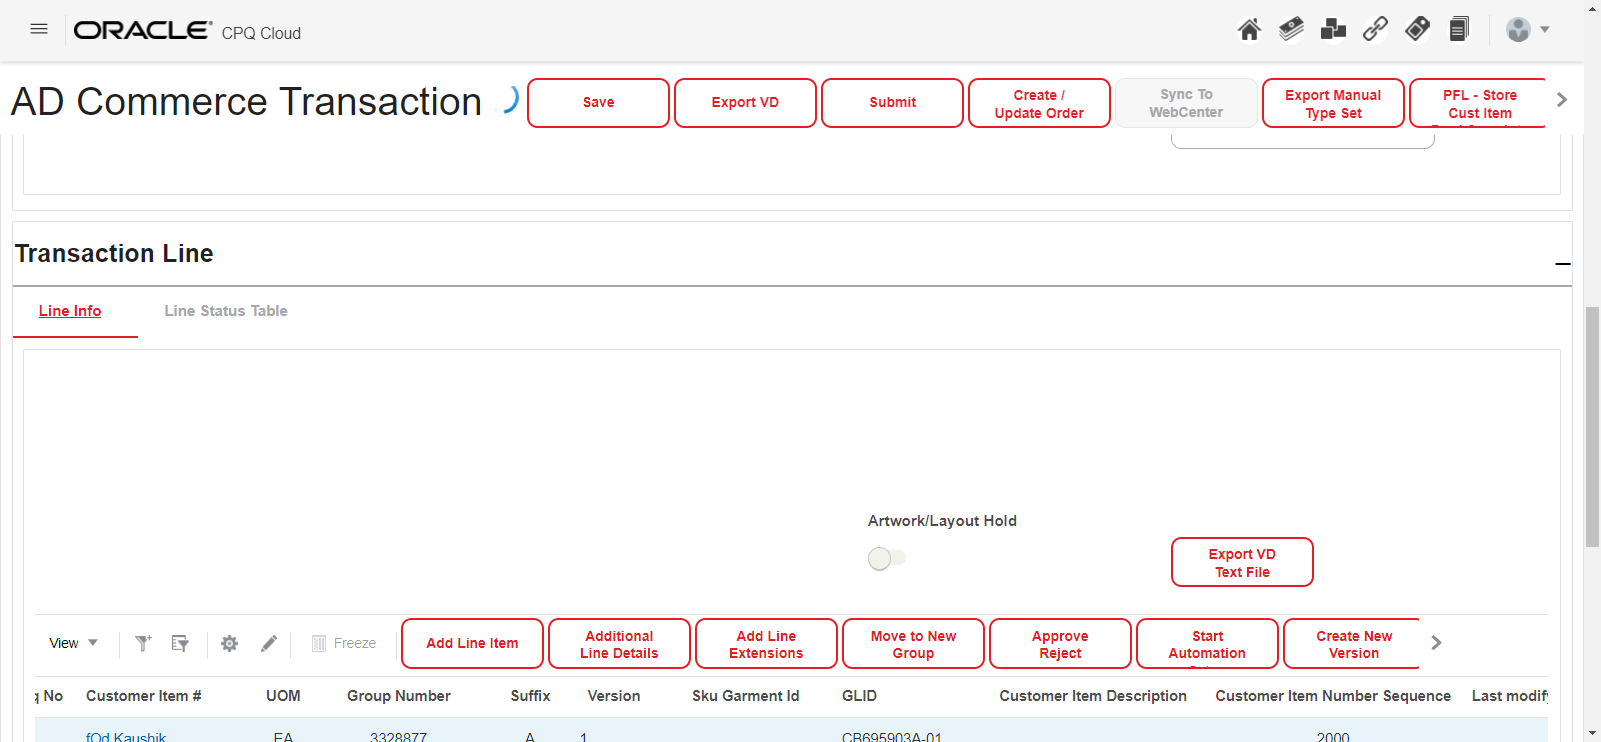 ORACLE® CPQ Cloud
AD Commerce Transaction
Save
Export VD
Submit
Create /
Update Order
Sync To
WebCenter
Export Manual
Type Set
PFL - Store
Cust Item
Transaction Line
Line Info
Line Status Table
Artwork/Layout Hold
Export VD
Text File
View
Freeze
Add Line Item
Additional
Line Details
Add Line
Extensions
Move to New
Group
Approve
Reject
Start
Automation
Create New
Version
q No Customer Item # UOM Group Number Suffix Version Sku Garment Id GLID Customer Item Description Customer Item Number Sequence Last modify
fOd Kaushik EA 3328877 A 1 CB695903A-01 2000